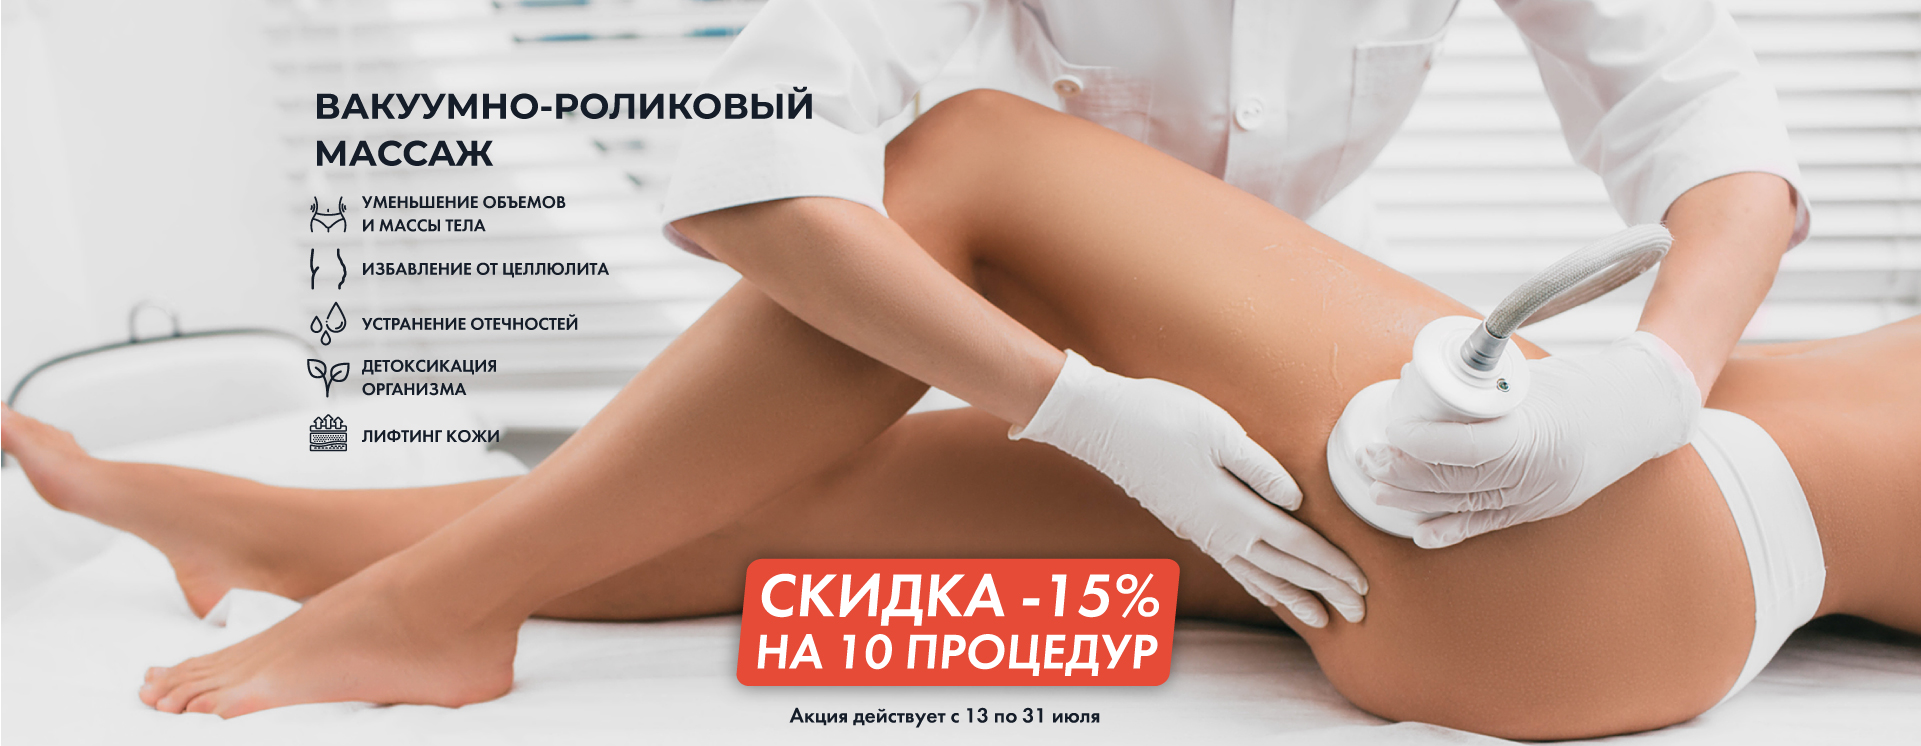 ВАКУУМНО-РОЛИКОВЫЙ
МАССАЖ
УМЕНЬШЕНИЕ ОБЪЕМОВ
И МАССЫ ТЕЛА
ИЗБАВЛЕНИЕ ОТ ЦЕЛЛЮЛИТА
УСТРАНЕНИЕ ОТЕЧНОСТЕЙ
ДЕТОКСИКАЦИЯ
ОРГАНИЗМА
ЛИФТИНГ КОЖИ
СКИДКА -15%
НА 10 ПРОЦЕДУР
Акция действует с 13 по 31 июля